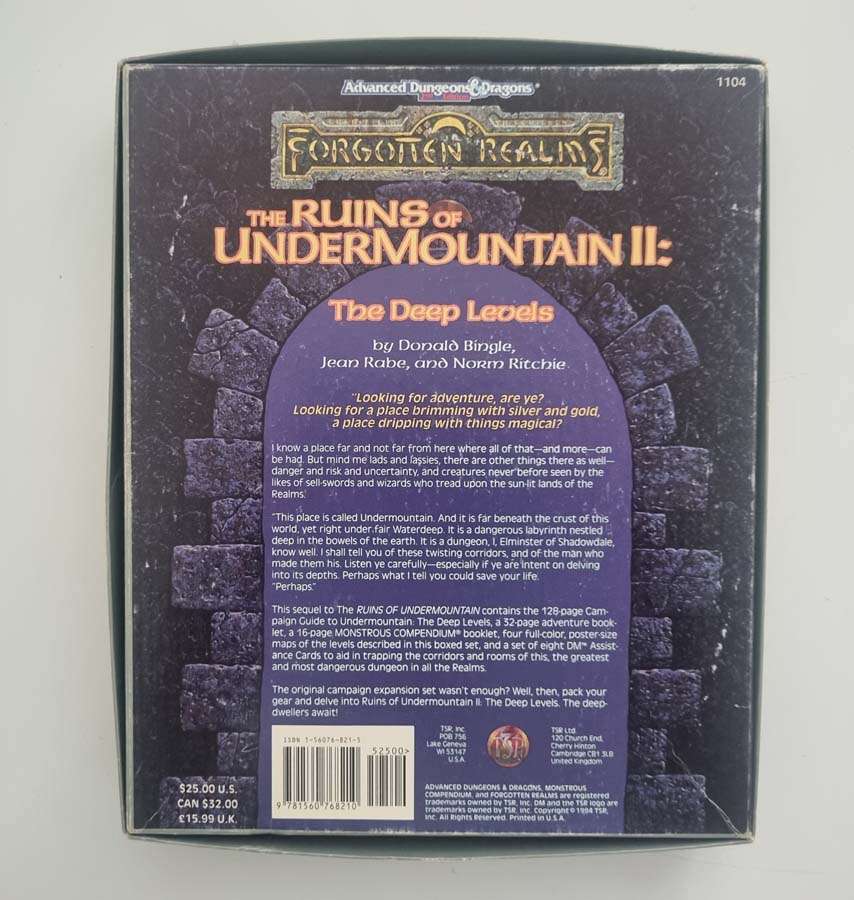 1104
Advanced Dungeons & Dragons®
2nd Edition
FORGOTTEN REALMS®
THE RUINS OF
UNDERMOUNTAIN II:
The Deep Levels
by Donald Bingle,
Jean Rabe, and Norm Ritchie
"Looking for adventure, are ye?
Looking for a place brimming with silver and gold,
a place dripping with things magical?
I know a place far and not far from here where all of that—and more—can
be had. But mind me lads and lassies, there are other things there as well—
danger and risk and uncertainty, and creatures never before seen by the
likes of sell-swords and wizards who tread upon the sun-lit lands of the
Realms.
"This place is called Undermountain. And it is far beneath the crust of this
world, yet right under fair Waterdeep. It is a dangerous labyrinth nestled
deep in the bowels of the earth. It is a dungeon, I, Elminster of Shadowdale,
know well. I shall tell you of these twisting corridors, and of the man who
made them his. Listen ye carefully—especially if ye are intent on delving
into its depths. Perhaps what I tell you could save your life.
"Perhaps."
This sequel to The RUINS OF UNDERMOUNTAIN contains the 128-page Cam-
paign Guide to Undermountain: The Deep Levels, a 32-page adventure book-
let, a 16-page MONSTROUS COMPENDIUM® booklet, four full-color, poster-size
maps of the levels described in this boxed set, and a set of eight DM™ Assist-
ance Cards to aid in trapping the corridors and rooms of this, the greatest
and most dangerous dungeon in all the Realms.
The original campaign expansion set wasn't enough? Well, then, pack your
gear and delve into Ruins of Undermountain II: The Deep Levels. The deep-
dwellers await!
ISBN 1-56076-821-5
52500>
9 781560 768210
$25.00 U.S.
CAN $32.00
£15.99 U.K.
TSR, Inc.
POB 756
Lake Geneva
WI 53147
U.S.A.
TSR
TSR Ltd.
120 Church End,
Cherry Hinton
Cambridge CB1 3LB
United Kingdom
ADVANCED DUNGEONS & DRAGONS, MONSTROUS
COMPENDIUM, and FORGOTTEN REALMS are registered
trademarks owned by TSR, Inc. DM and the TSR logo are
trademarks owned by TSR, Inc. Copyright © 1994 TSR,
Inc. All Rights Reserved. Printed in U.S.A.